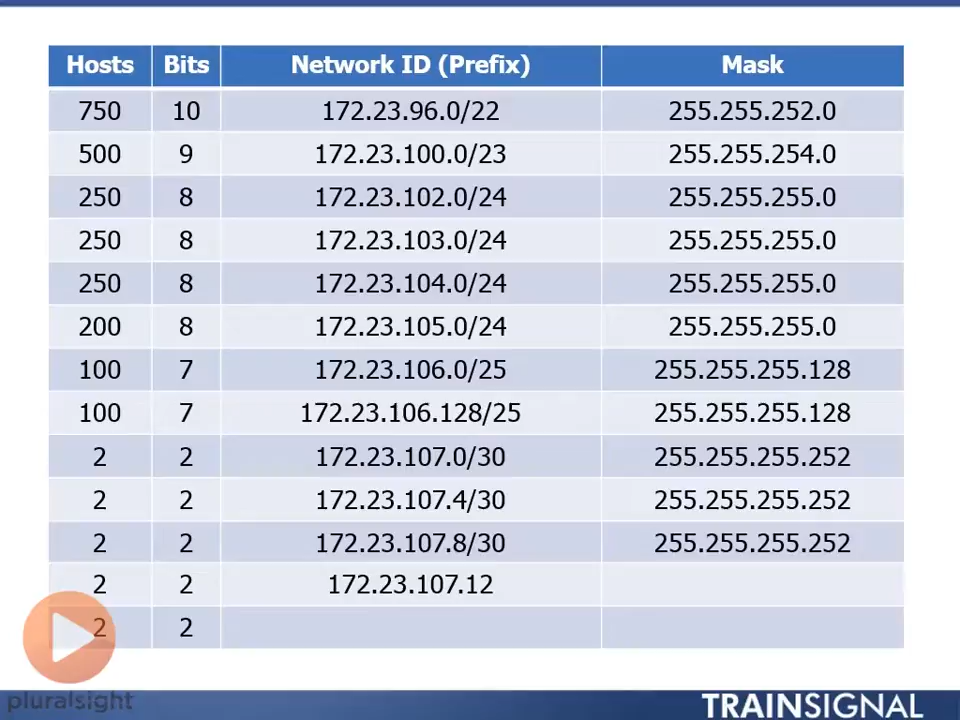 Hosts Bits Network ID (Prefix) Mask
750 10 172.23.96.0/22 255.255.252.0
500 9 172.23.100.0/23 255.255.254.0
250 8 172.23.102.0/24 255.255.255.0
250 8 172.23.103.0/24 255.255.255.0
250 8 172.23.104.0/24 255.255.255.0
200 8 172.23.105.0/24 255.255.255.0
100 7 172.23.106.0/25 255.255.255.128
100 7 172.23.106.128/25 255.255.255.128
2 2 172.23.107.0/30 255.255.255.252
2 2 172.23.107.4/30 255.255.255.252
2 2 172.23.107.8/30 255.255.255.252
2 2 172.23.107.12
2 2
pluralsight TRAINSIGNAL